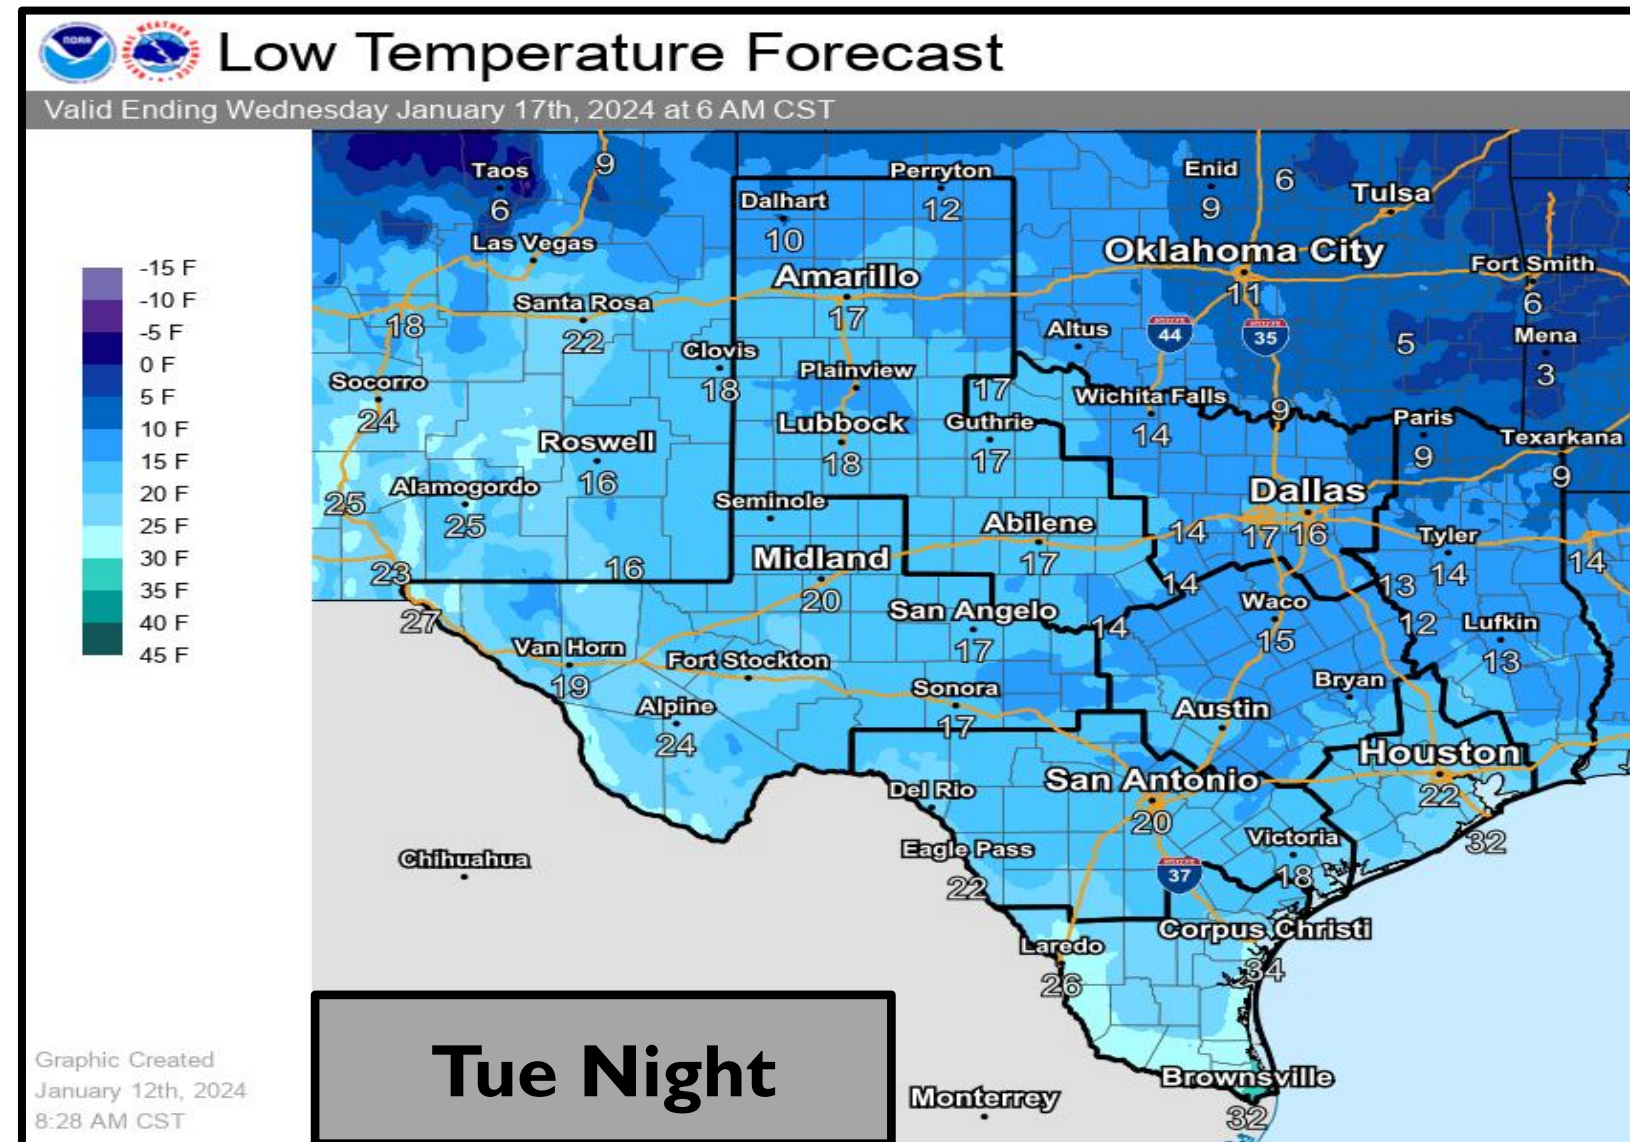 NOAA
NATIONAL WEATHER SERVICE
Low Temperature Forecast
Valid Ending Wednesday January 17th, 2024 at 6 AM CST
-15 F
-10 F
-5 F
0 F
5 F
10 F
15 F
20 F
25 F
30 F
35 F
40 F
45 F
Taos
6
9
Perryton
12
Enid
9
6
Tulsa
Dalhart
10
Las Vegas
Oklahoma City
11
Fort Smith
6
Amarillo
17
Santa Rosa
22
18
Altus
44
35
5
Mena
3
Clovis
18
Plainview
Socorro
24
17
Wichita Falls
14
9
Paris
9
Texarkana
9
Lubbock
18
Guthrie
17
Roswell
16
Alamogordo
25
25
Seminole
Dallas
17 16
Abilene
17
14
Tyler
14
14
Midland
20
23
16
14
13
27
San Angelo
17
14
Waco
15
12
Lufkin
13
Van Horn
19
Fort Stockton
Sonora
17
Bryan
Alpine
24
Austin
Houston
22
32
San Antonio
20
Del Rio
Eagle Pass
22
Victoria
18
37
Chihuahua
Corpus Christi
34
Laredo
26
Brownsville
32
Monterrey
Tue Night
Graphic Created
January 12th, 2024
8:28 AM CST